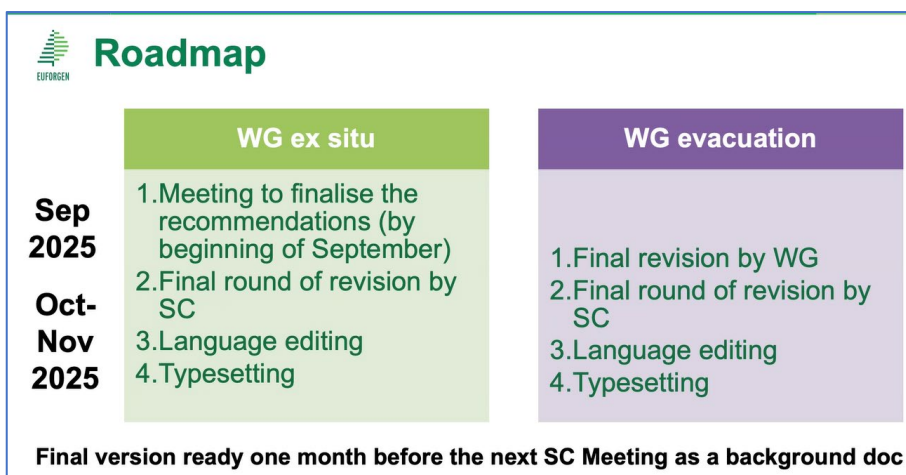 EUFORGEN
Roadmap
WG ex situ
WG evacuation
Sep
2025
Oct-
Nov
2025
1.Meeting to finalise the
recommendations (by
beginning of September)
2.Final round of revision by
SC
3.Language editing
4.Typesetting
1.Final revision by WG
2.Final round of revision by
SC
3.Language editing
4.Typesetting
Final version ready one month before the next SC Meeting as a background doc